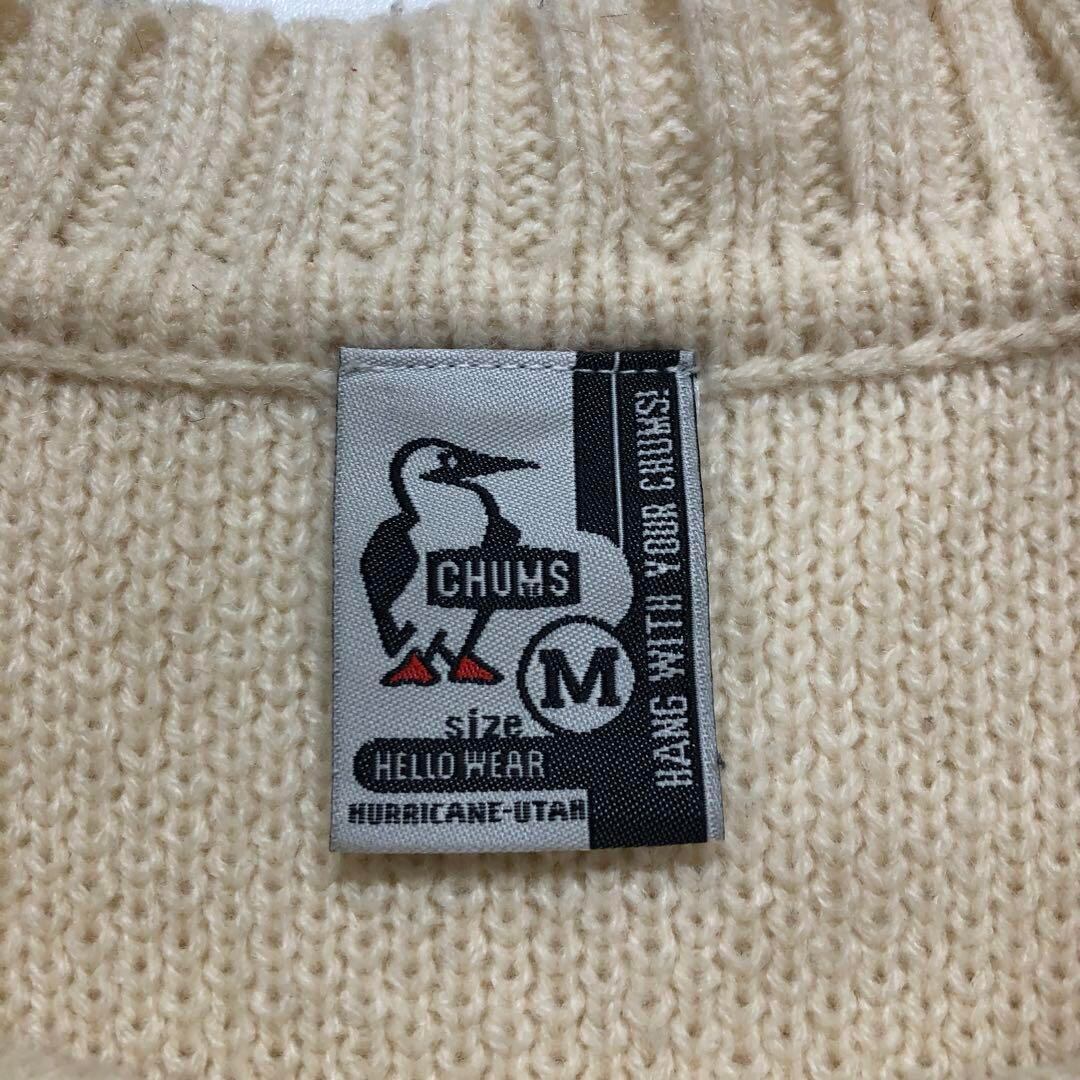 CHUMS
M
size
HELLO WEAR
HURRICANE-UTAH
HANG WITH YOUR CHUMS!